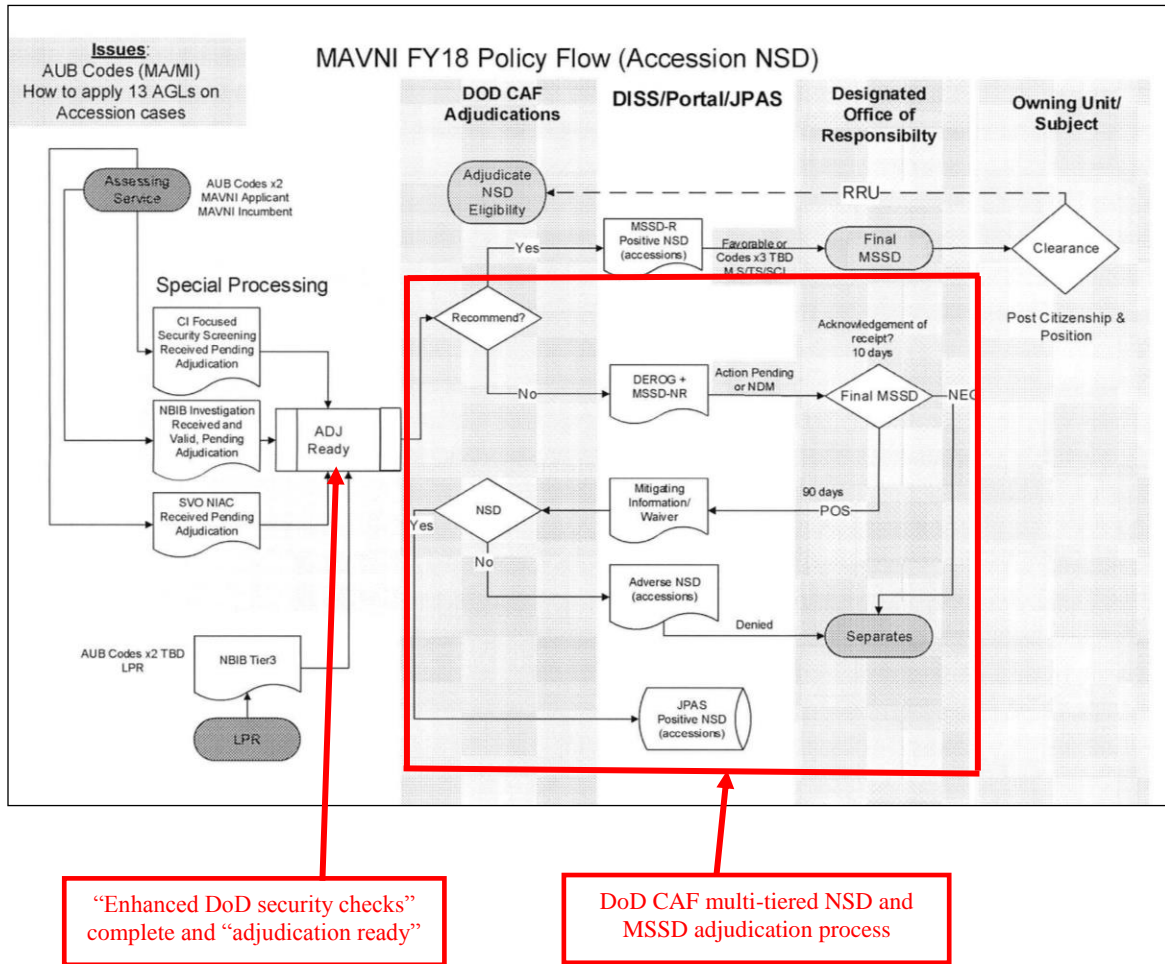 Issues:
AUB Codes (MA/MI)
How to apply 13 AGLs on
Accession cases
MAVNI FY18 Policy Flow (Accession NSD)
DOD CAF
Adjudications
DISS/Portal/JPAS
Designated
Office of
Responsibilty
Owning Unit/
Subject
Assessing
Service
AUB Codes x2
MAVNI Applicant
MAVNI Incumbent
Adjudicate
NSD
Eligibility
RRU
Yes
MSSD-R
Positive NSD
(accessions)
Favorable or
Codes x3 TBD
M,S/TS/SCI
Final
MSSD
Clearance
Post Citizenship &
Position
Special Processing
CI Focused
Security Screening
Received Pending
Adjudication
NBIB Investigation
Received and
Valid, Pending
Adjudication
SVO NIAC
Received Pending
Adjudication
ADJ
Ready
Recommend?
No
DEROG +
MSSD-NR
Action Pending
or NDM
Acknowledgement of
receipt?
10 days
Final MSSD
NEG
90 days
POS
Mitigating
Information/
Waiver
NSD
Yes
No
Adverse NSD
(accessions)
Denied
Separates
AUB Codes x2 TBD
LPR
NBIB Tier3
LPR
JPAS
Positive NSD
(accessions)
“Enhanced DoD security checks”
complete and “adjudication ready”
DoD CAF multi-tiered NSD and
MSSD adjudication process